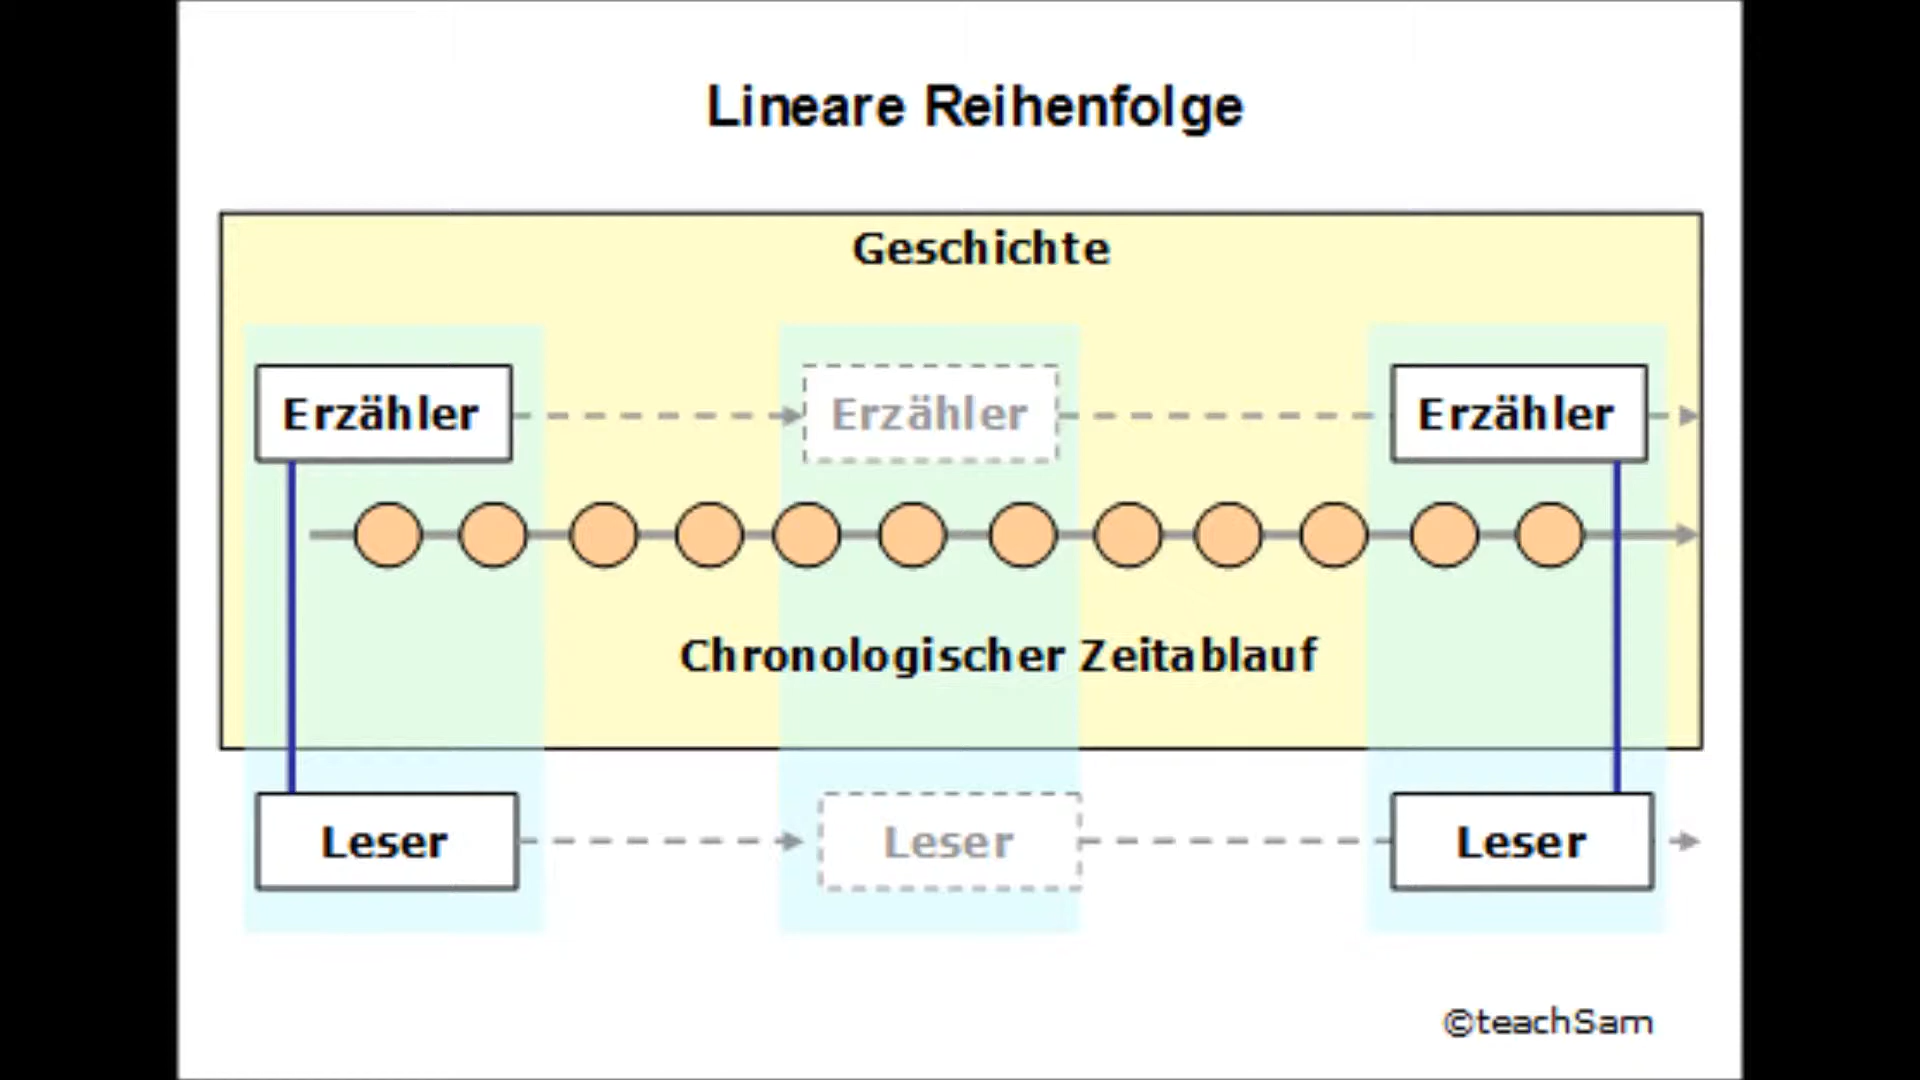 Lineare Reihenfolge
Geschichte
Erzähler Erzähler Erzähler
Chronologischer Zeitablauf
Leser Leser Leser
©teachSam